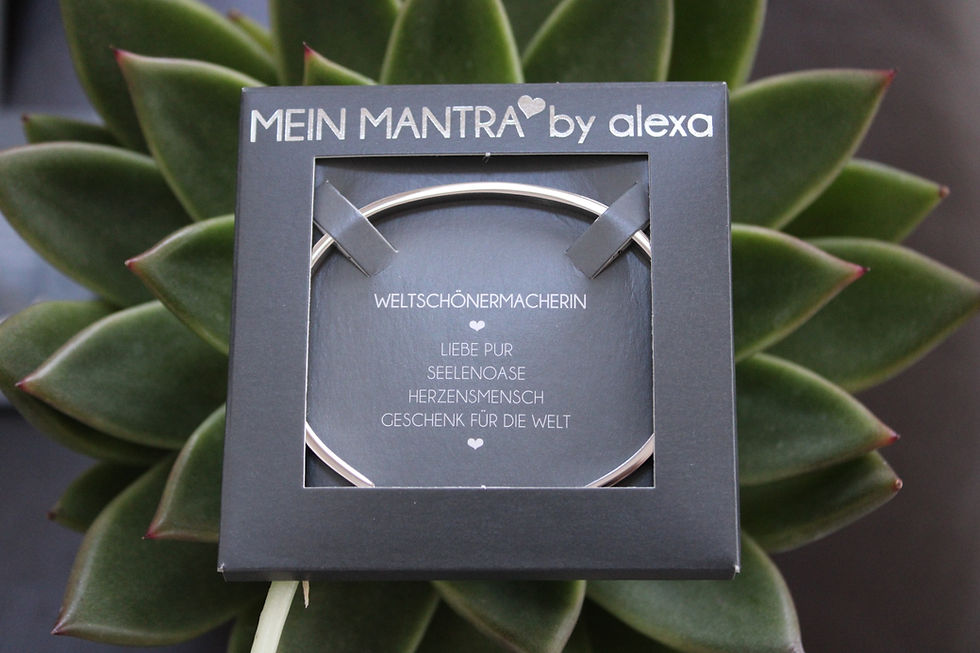 MEIN MANTRA by alexa
WELTSCHÖNERMACHERIN
LIEBE PUR
SEELENOASE
HERZENSMENSCH
GESCHENK FÜR DIE WELT